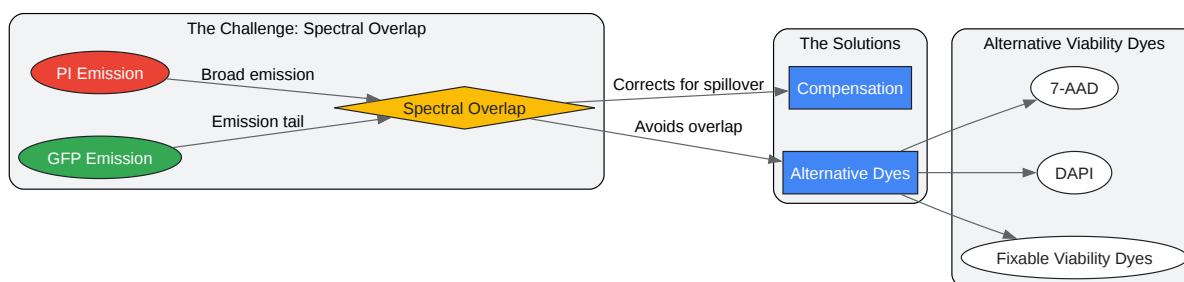 The Challenge: Spectral Overlap
PI Emission
Broad emission
GFP Emission
Emission tail
Spectral Overlap
Corrects for spillover
Avoids overlap
The Solutions
Compensation
Alternative Dyes
Alternative Viability Dyes
7-AAD
DAPI
Fixable Viability Dyes